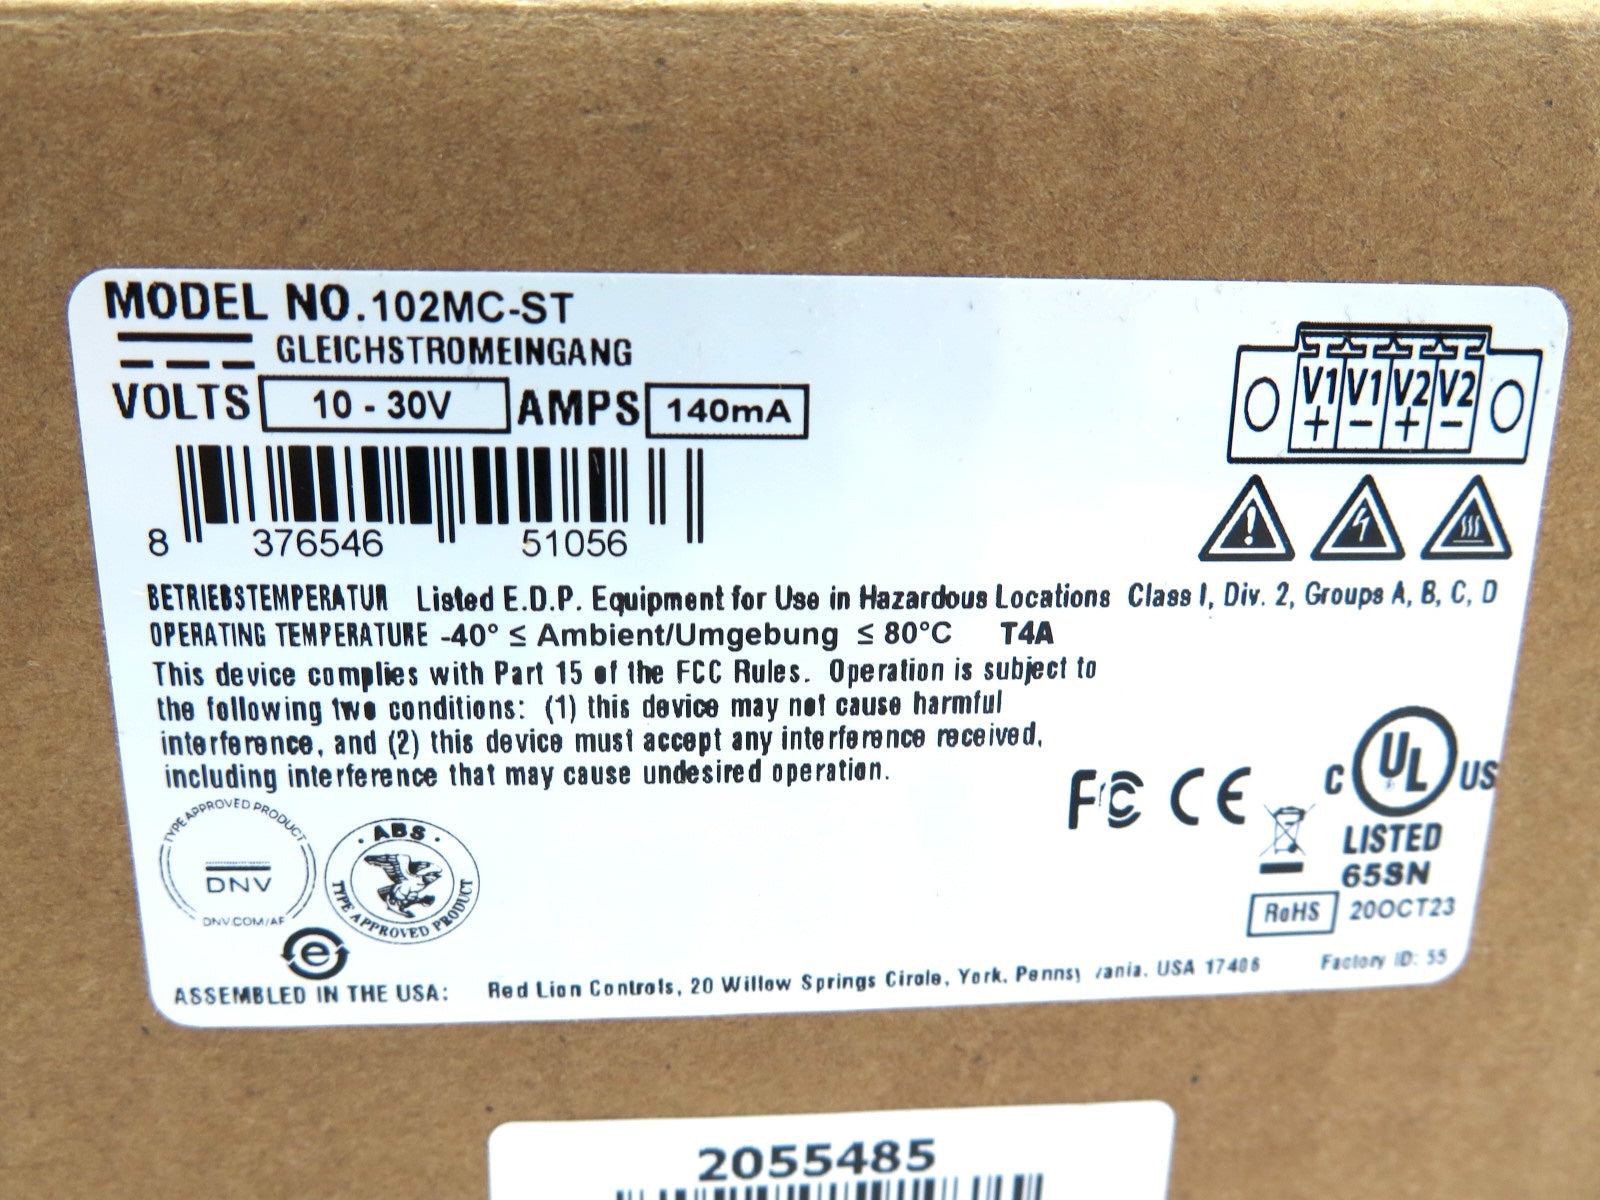 MODEL NO. 102MC-ST
GLEICHSTROMEINGANG
VOLTS 10 - 30V AMPS 140mA
V1 V1 V2 V2
+ − + −
8 376546 51056
BETRIEBSTEMPERATUR Listed E.D.P. Equipment for Use in Hazardous Locations Class I, Div. 2, Groups A, B, C, D
OPERATING TEMPERATURE -40° ≤ Ambient/Umgebung ≤ 80°C T4A
This device complies with Part 15 of the FCC Rules. Operation is subject to
the following two conditions: (1) this device may not cause harmful
interference, and (2) this device must accept any interference received,
including interference that may cause undesired operation.
FC CE
C UL US
LISTED
65SN
TYPE APPROVED PRODUCT
DNV
DNV.COM/AF
ABS
TYPE APPROVED PRODUCT
e
RoHS 20OCT23
ASSEMBLED IN THE USA: Red Lion Controls, 20 Willow Springs Circle, York, Pennsylvania, USA 17406 Factory ID: 55
2055485